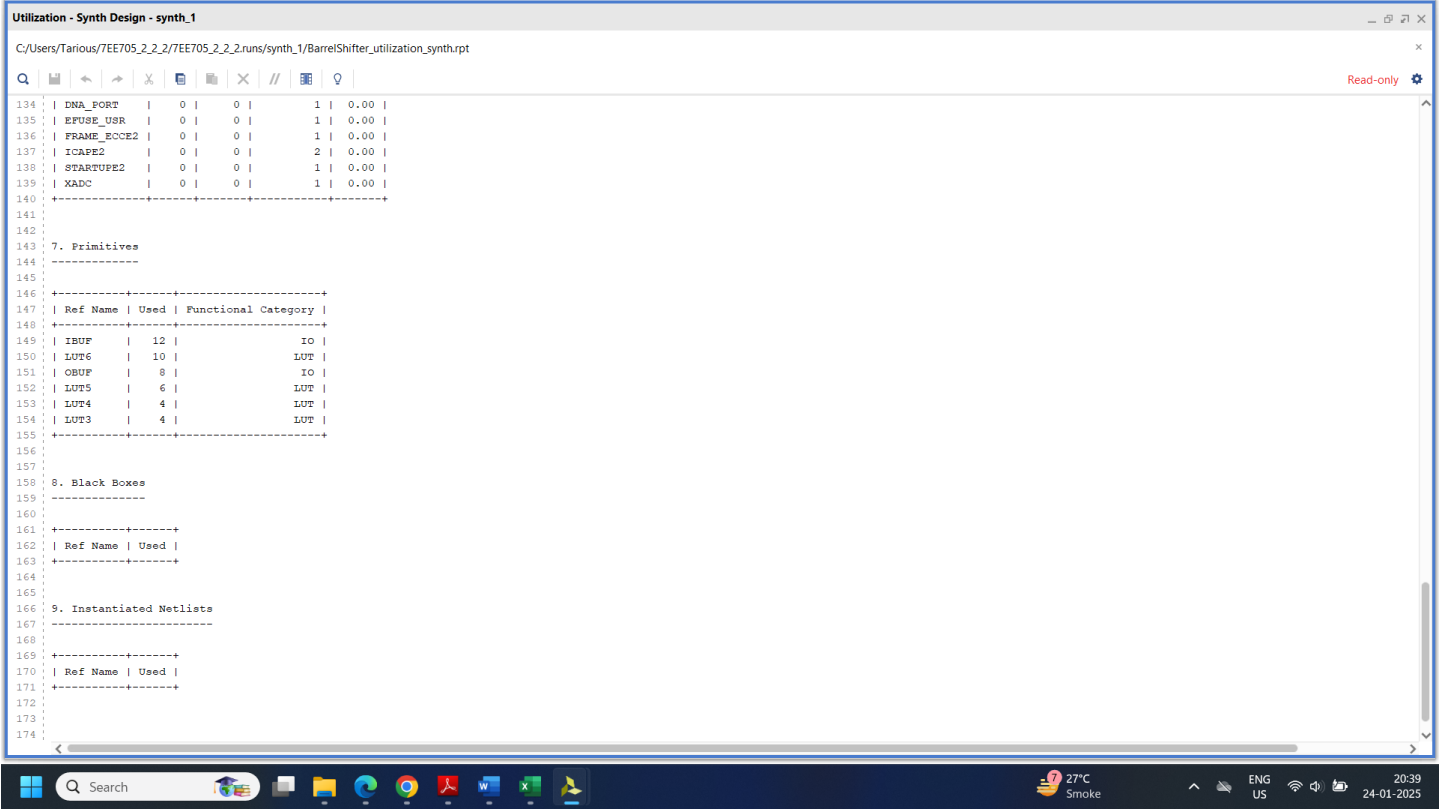 Utilization - Synth Design - synth_1
C:/Users/Tarious/7EE705_2_2_2/7EE705_2_2_2.runs/synth_1/BarrelShifter_utilization_synth.rpt
Read-only
134 | DNA_PORT    |    0 |     0 |         1 |  0.00 |
135 | EFUSE_USR   |    0 |     0 |         1 |  0.00 |
136 | FRAME_ECCE2 |    0 |     0 |         1 |  0.00 |
137 | ICAPE2      |    0 |     0 |         2 |  0.00 |
138 | STARTUPE2   |    0 |     0 |         1 |  0.00 |
139 | XADC        |    0 |     0 |         1 |  0.00 |
140 +-------------+------+-------+-----------+-------+
141
142
143 7. Primitives
144 -------------
145
146 +----------+------+---------------------+
147 | Ref Name | Used | Functional Category |
148 +----------+------+---------------------+
149 | IBUF     |   12 |                  IO |
150 | LUT6     |   10 |                 LUT |
151 | OBUF     |    8 |                  IO |
152 | LUT5     |    6 |                 LUT |
153 | LUT4     |    4 |                 LUT |
154 | LUT3     |    4 |                 LUT |
155 +----------+------+---------------------+
156
157
158 8. Black Boxes
159 --------------
160
161 +----------+------+
162 | Ref Name | Used |
163 +----------+------+
164
165
166 9. Instantiated Netlists
167 ------------------------
168
169 +----------+------+
170 | Ref Name | Used |
171 +----------+------+
172
173
174
Search
7
27°C
Smoke
ENG
US
20:39
24-01-2025